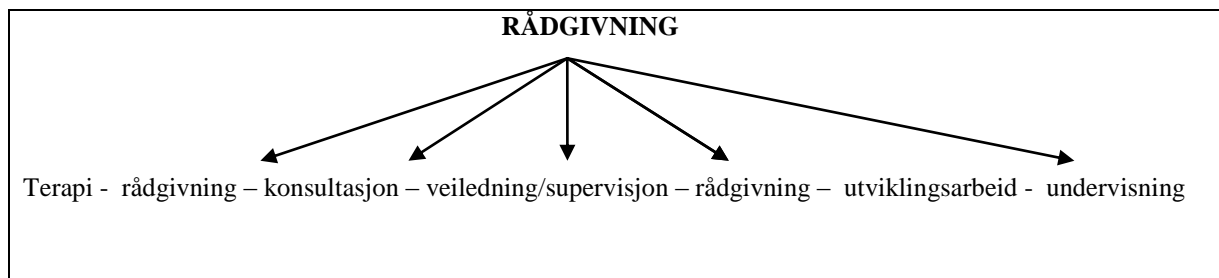 RÅDGIVNING
Terapi - rådgivning – konsultasjon – veiledning/supervisjon – rådgivning – utviklingsarbeid - undervisning